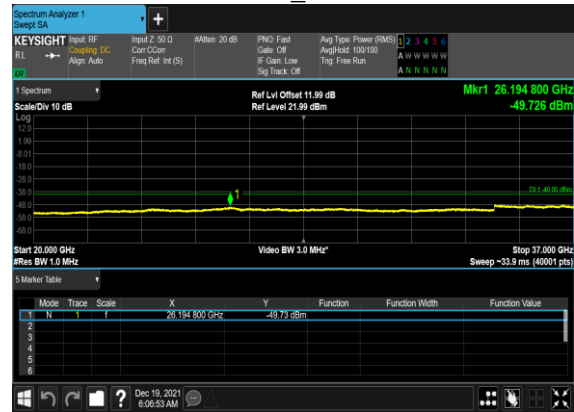 Spectrum Analyzer 1
Swept SA
+
KEYSIGHT Input: RF Input Z: 50 Ω #Atten: 20 dB PNO: Fast Avg Type: Power (RMS) 1 2 3 4 5 6
RL Coupling: DC Corr CCorr Gate: Off Avg|Hold: 100/100 A W W W W W
Align: Auto Freq Ref: Int (S) IF Gain: Low Trig: Free Run
Sig Track: Off A N N N N N
1 Spectrum Ref Lvl Offset 11.99 dB Mkr1 26.194 800 GHz
Scale/Div 10 dB Ref Level 21.99 dBm -49.726 dBm
Log
12.0
1.99
-8.01
-18.0
-28.0
-38.0 1 DL1 -40.00 dBm
-48.0
-58.0
-68.0
Start 20.000 GHz Video BW 3.0 MHz* Stop 37.000 GHz
#Res BW 1.0 MHz Sweep ~33.9 ms (40001 pts)
5 Marker Table
Mode Trace Scale X Y Function Function Width Function Value
1 N 1 f 26.194 800 GHz -49.73 dBm
2
3
4
5
6
? Dec 19, 2021
6:06:53 AM